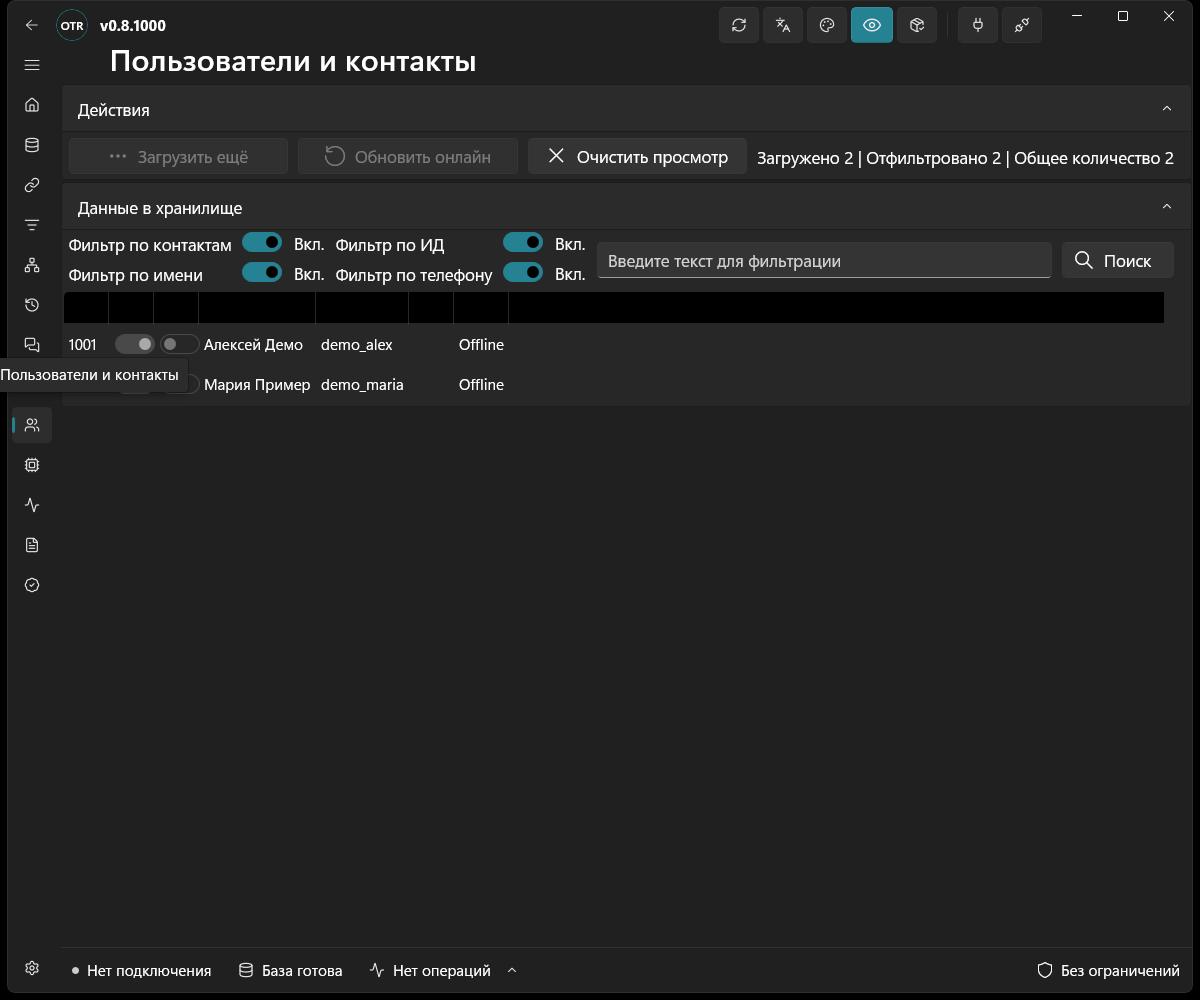 OTR v0.8.1000
Пользователи и контакты
Действия
Загрузить ещё Обновить онлайн Очистить просмотр Загружено 2 | Отфильтровано 2 | Общее количество 2
Данные в хранилище
Фильтр по контактам Вкл. Фильтр по ИД Вкл.
Фильтр по имени Вкл. Фильтр по телефону Вкл.
Введите текст для фильтрации Поиск
1001 Алексей Демо demo_alex Offline
Пользователи и контакты
Мария Пример demo_maria Offline
Нет подключения База готова Нет операций Без ограничений